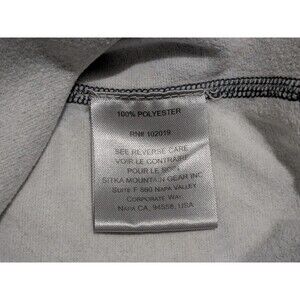 100% POLYESTER
RN# 102019
SEE REVERSE CARE
VOIR LE CONTRAIRE
POUR LE SOIN
SITKA MOUNTAIN GEAR INC
SUITE F 560 NAPA VALLEY
CORPORATE WAY
NAPA CA, 94558, USA